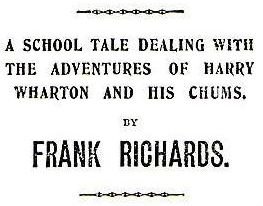 A SCHOOL TALE DEALING WITH
THE ADVENTURES OF HARRY
WHARTON AND HIS CHUMS.
BY
FRANK RICHARDS.